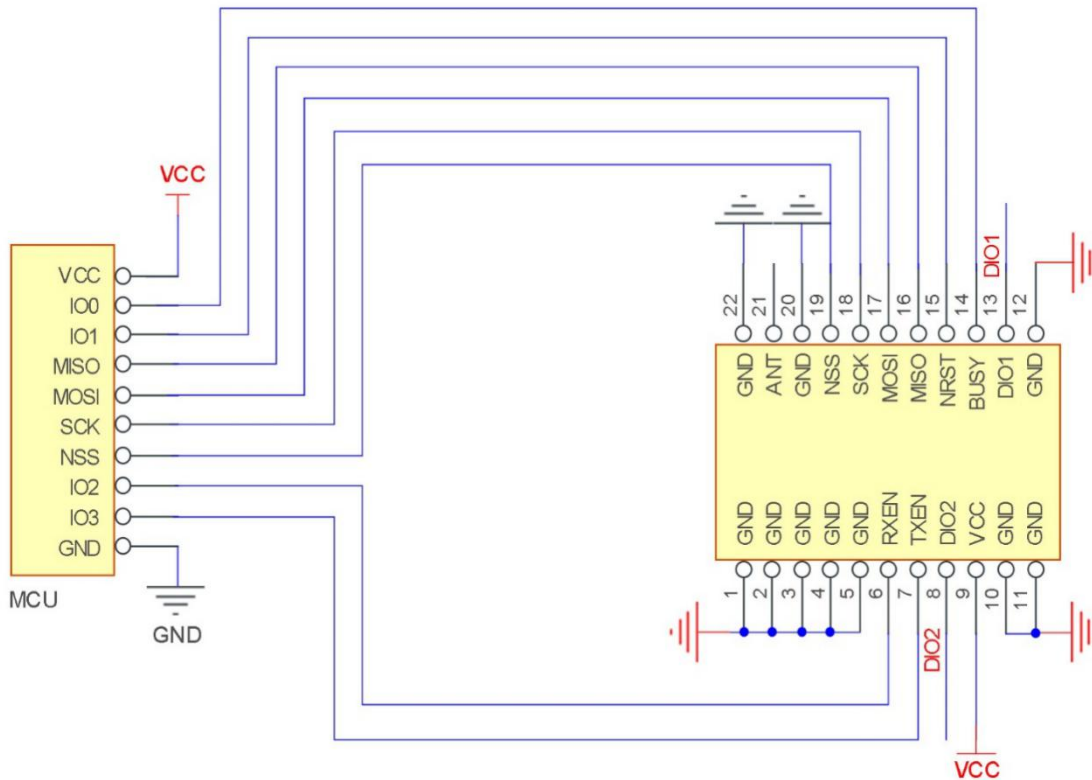 VCC
VCC
IO0
IO1
MISO
MOSI
SCK
NSS
IO2
IO3
GND
MCU
GND
DIO1
22
21
20
19
18
17
16
15
14
13
12
GND
ANT
GND
NSS
SCK
MOSI
MISO
NRST
BUSY
DIO1
GND
GND
GND
GND
GND
GND
RXEN
TXEN
DIO2
VCC
GND
GND
1
2
3
4
5
6
7
8
9
10
11
DIO2
VCC